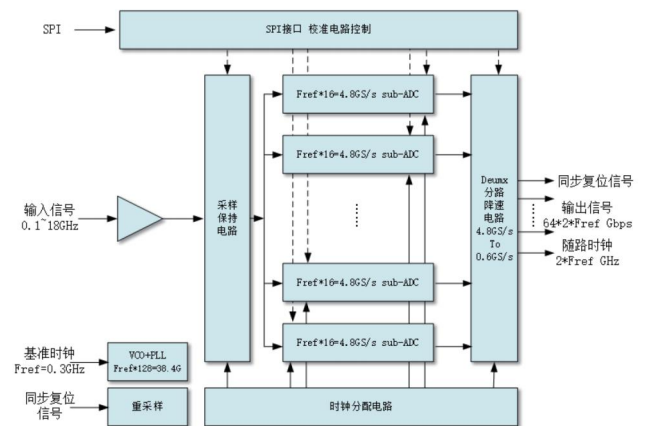 SPI
SPI接口 校准电路控制
Fref*16=4.8GS/s sub-ADC
Fref*16=4.8GS/s sub-ADC
输入信号
0.1~18GHz
采样
保持
电路
Deumx
分路
降速
电路
4.8GS/s
To
0.6GS/s
同步复位信号
输出信号
64*2*Fref Gbps
随路时钟
2*Fref GHz
Fref*16=4.8GS/s sub-ADC
Fref*16=4.8GS/s sub-ADC
基准时钟
Fref=0.3GHz
VCO+PLL
Fref*128=38.4G
同步复位
信号
重采样
时钟分配电路